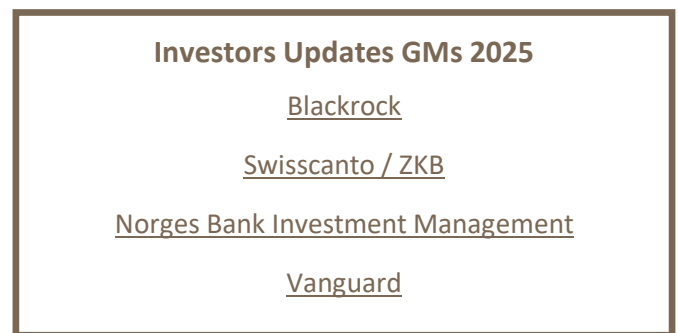 Investors Updates GMs 2025
Blackrock
Swisscanto / ZKB
Norges Bank Investment Management
Vanguard